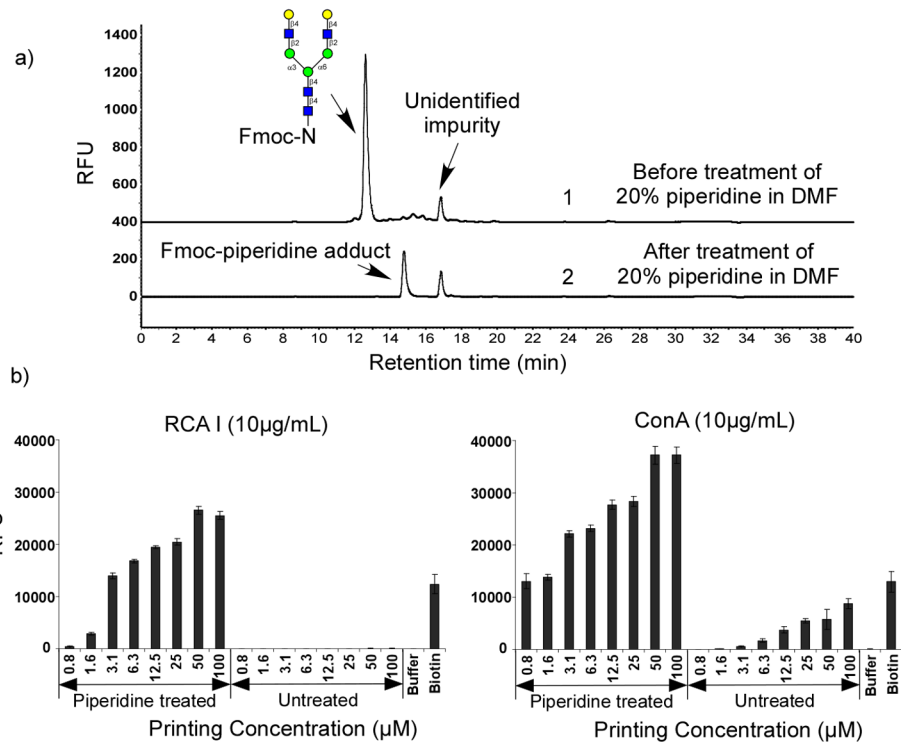 a)
1400
1200
1000
800
600
400
200
0
RFU
β4
β4
β2
β2
α3
α6
β4
β4
Fmoc-N
Unidentified
impurity
1
Before treatment of
20% piperidine in DMF
Fmoc-piperidine adduct
2
After treatment of
20% piperidine in DMF
0 2 4 6 8 10 12 14 16 18 20 22 24 26 28 30 32 34 36 38 40
Retention time (min)
b)
RCA I (10µg/mL)
40000
30000
20000
10000
0
0.8 1.6 3.1 6.3 12.5 25 50 100 0.8 1.6 3.1 6.3 12.5 25 50 100 Buffer Biotin
Piperidine treated
Untreated
Printing Concentration (µM)
ConA (10µg/mL)
40000
30000
20000
10000
0
0.8 1.6 3.1 6.3 12.5 25 50 100 0.8 1.6 3.1 6.3 12.5 25 50 100 Buffer Biotin
Piperidine treated
Untreated
Printing Concentration (µM)